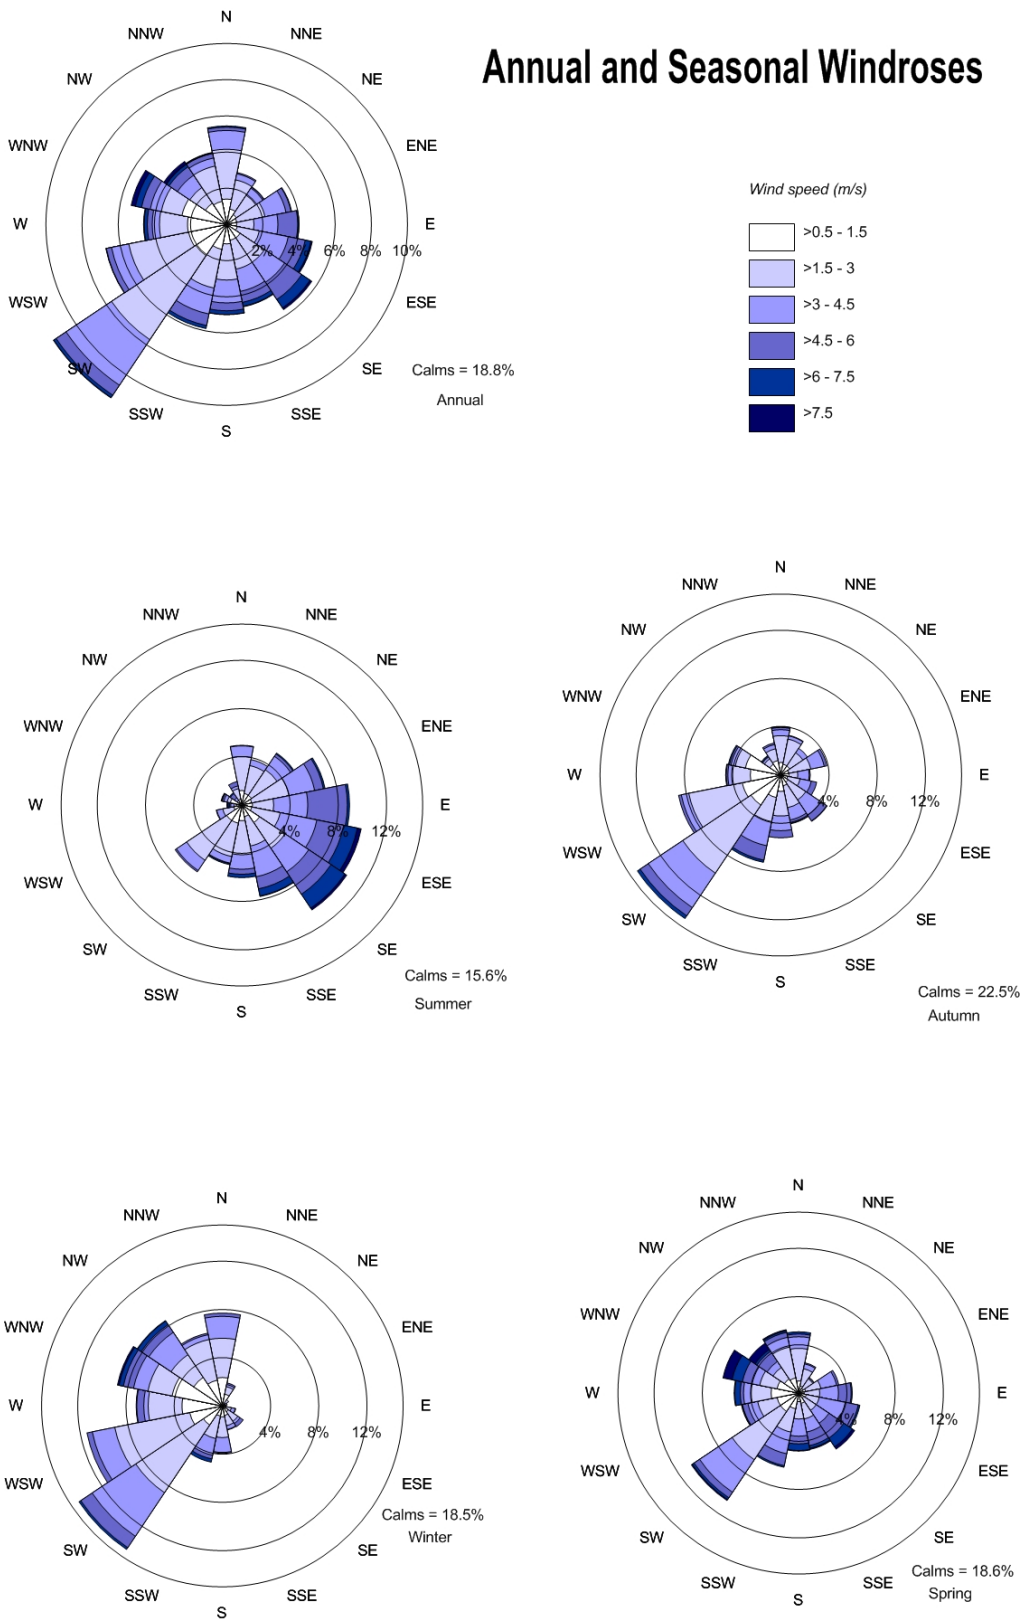 Annual and Seasonal Windroses
N
NNW
NNE
NW
NE
WNW
ENE
W
E
2% 4% 6% 8% 10%
WSW
ESE
SW
SE
SSW
SSE
S
Calms = 18.8%
Annual
Wind speed (m/s)
>0.5 - 1.5
>1.5 - 3
>3 - 4.5
>4.5 - 6
>6 - 7.5
>7.5
N
NNW
NNE
NW
NE
WNW
ENE
W
E
4% 8% 12%
WSW
ESE
SW
SE
SSW
SSE
S
Calms = 15.6%
Summer
N
NNW
NNE
NW
NE
WNW
ENE
W
E
4% 8% 12%
WSW
ESE
SW
SE
SSW
SSE
S
Calms = 22.5%
Autumn
N
NNW
NNE
NW
NE
WNW
ENE
W
E
4% 8% 12%
WSW
ESE
SW
SE
SSW
SSE
S
Calms = 18.5%
Winter
N
NNW
NNE
NW
NE
WNW
ENE
W
E
4% 8% 12%
WSW
ESE
SW
SE
SSW
SSE
S
Calms = 18.6%
Spring